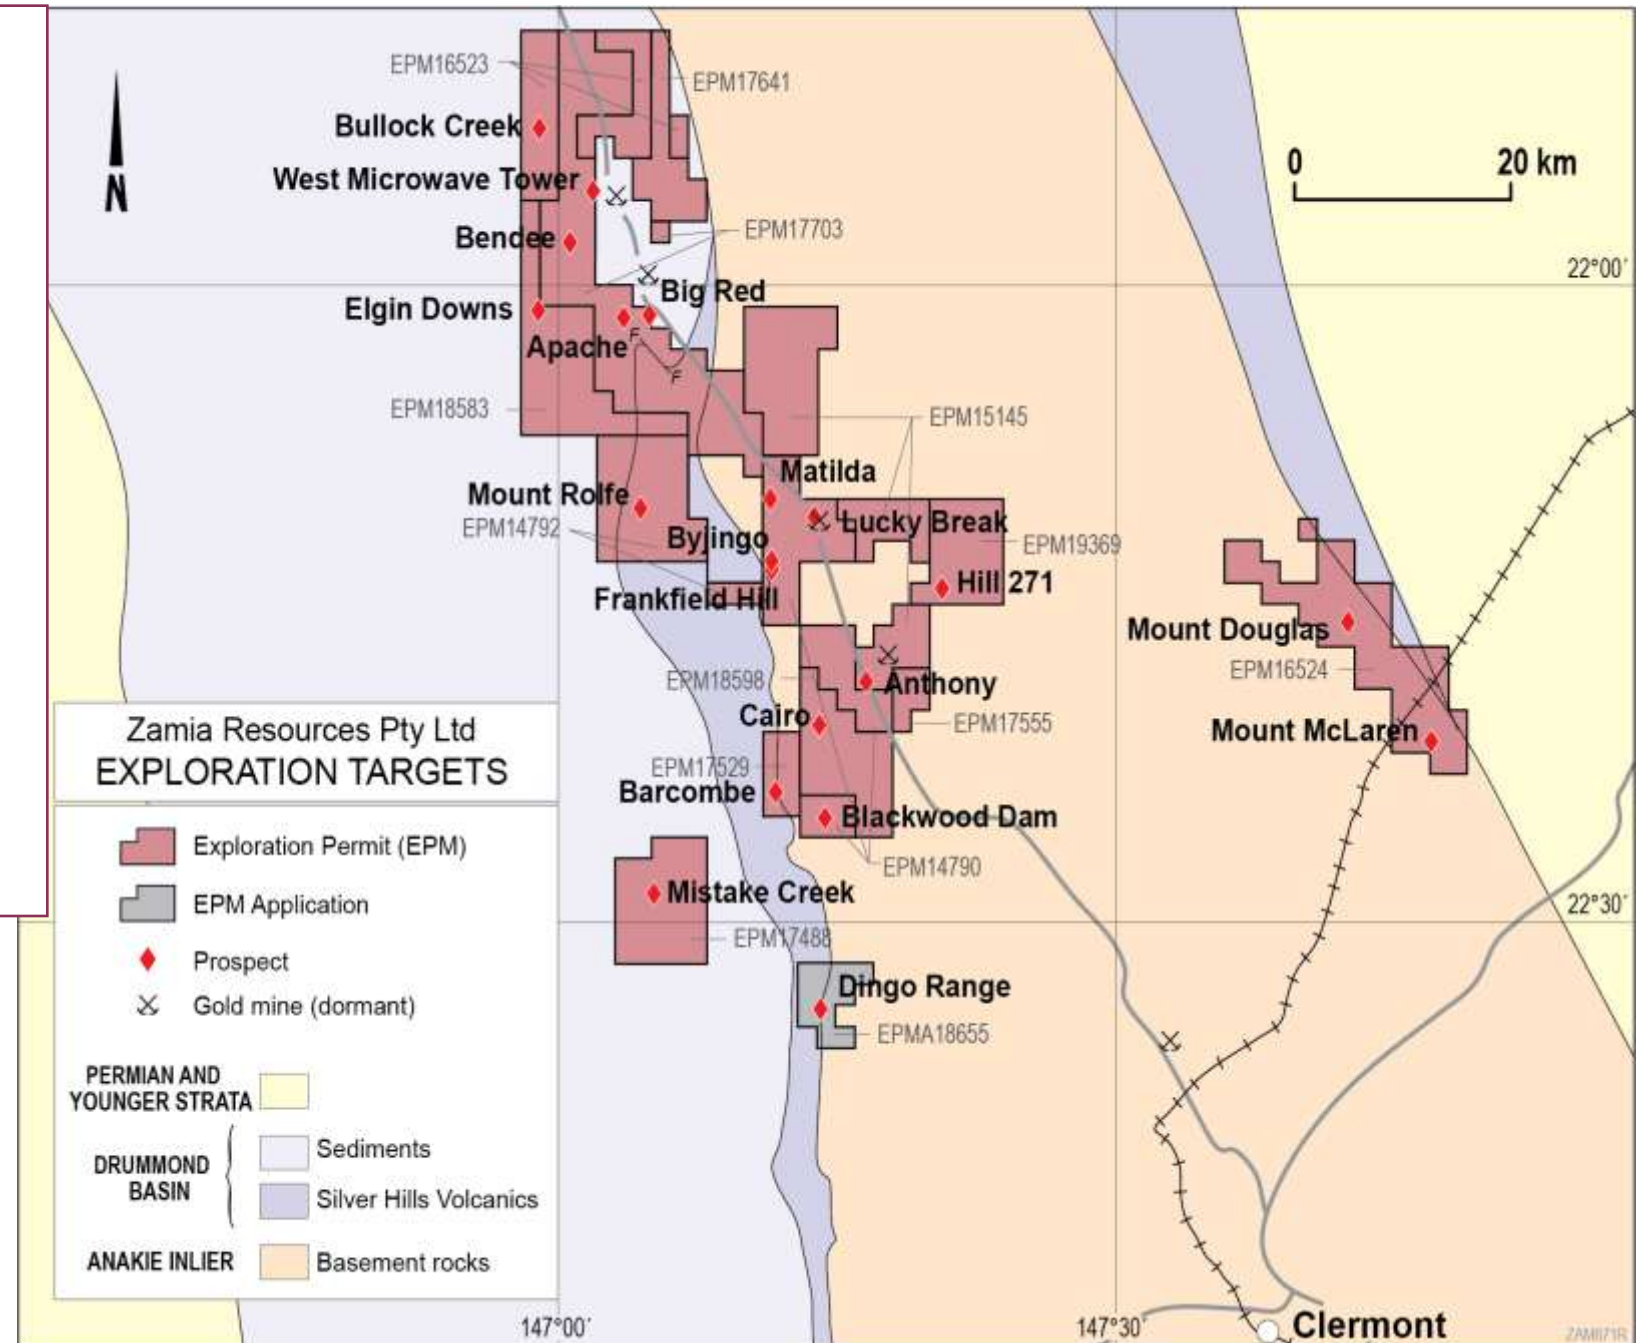 EPM16523
EPM17641
Bullock Creek
0 20 km
West Microwave Tower
N
EPM17703
Bendee
22°00´
Big Red
Elgin Downs
F
Apache
F
EPM18583
EPM15145
Matilda
Mount Rolfe
Lucky Break
EPM14792
Byjingo
EPM19369
Hill 271
Frankfield Hill
Mount Douglas
EPM16524
EPM18598
Anthony
Cairo
EPM17555
Mount McLaren
Zamia Resources Pty Ltd
EXPLORATION TARGETS
EPM17529
Barcombe
Blackwood Dam
EPM14790
Mistake Creek
22°30´
EPM17488
Dingo Range
EPMA18655
Exploration Permit (EPM)
EPM Application
Prospect
Gold mine (dormant)
PERMIAN AND
YOUNGER STRATA
DRUMMOND
BASIN
Sediments
Silver Hills Volcanics
ANAKIE INLIER
Basement rocks
147°00´
147°30´
Clermont
ZAM071R